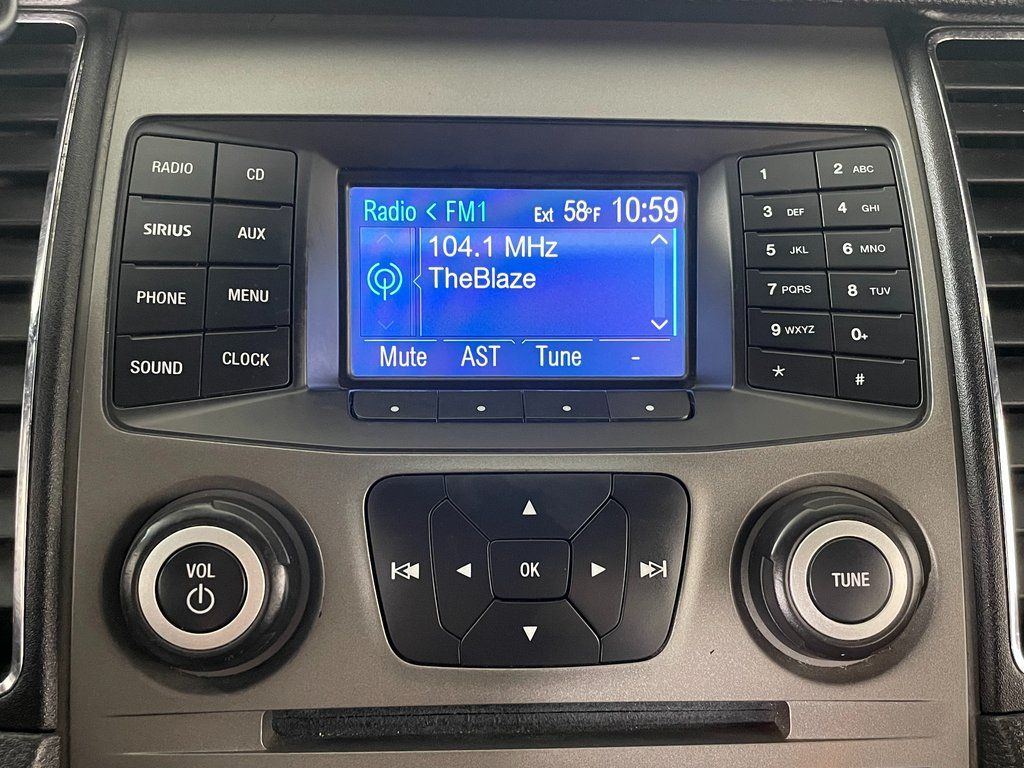 RADIO CD
SIRIUS AUX
PHONE MENU
SOUND CLOCK
Radio < FM1 Ext 58°F 10:59
104.1 MHz
TheBlaze
Mute AST Tune -
1 2 ABC
3 DEF 4 GHI
5 JKL 6 MNO
7 PQRS 8 TUV
9 WXYZ 0+
* #
VOL
OK
TUNE